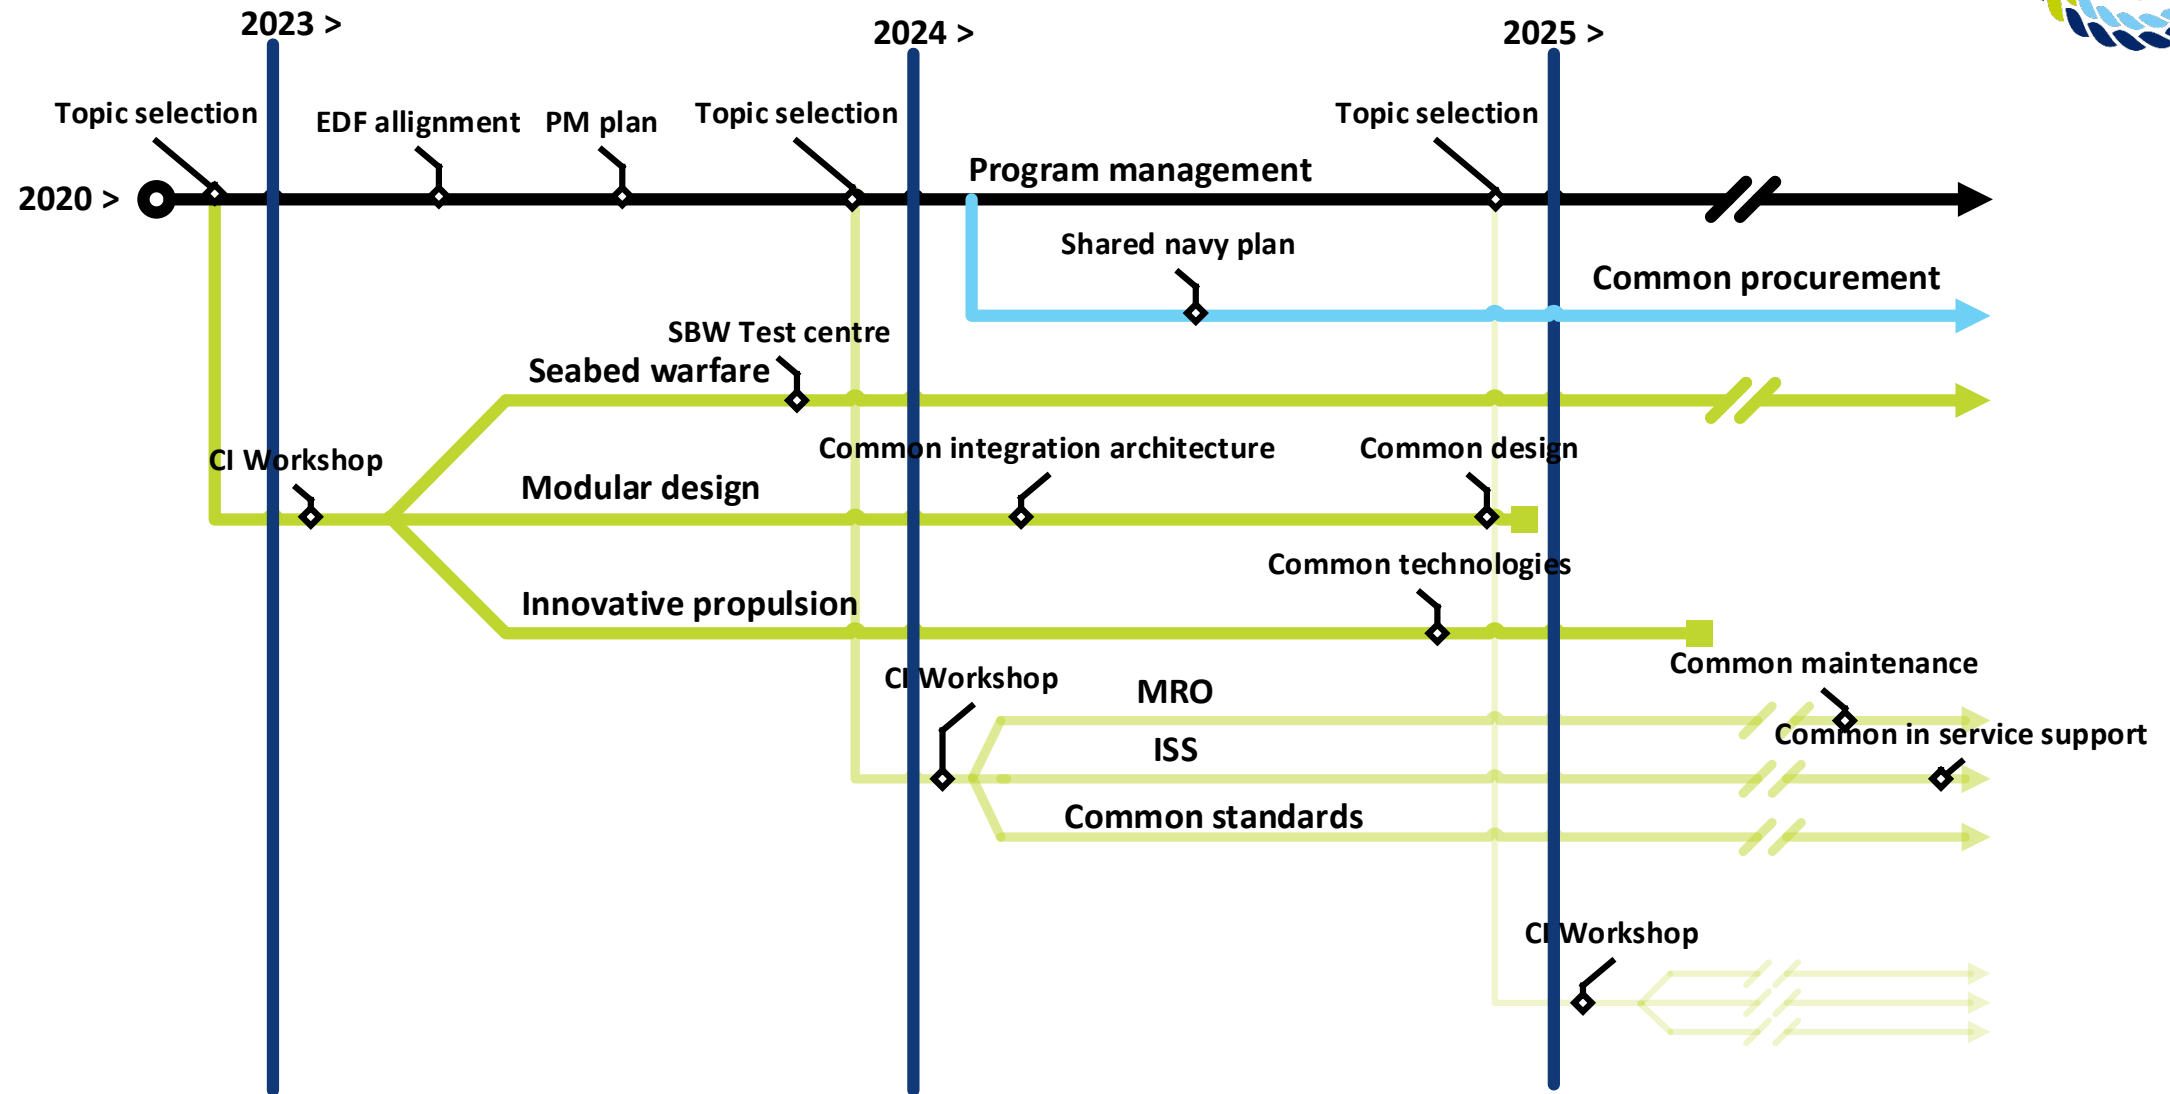 2023 >
2024 >
2025 >
Topic selection
EDF allignment
PM plan
Topic selection
Topic selection
Program management
2020 >
Shared navy plan
Common procurement
SBW Test centre
Seabed warfare
CI Workshop
Common integration architecture
Common design
Modular design
Common technologies
Innovative propulsion
Common maintenance
CI Workshop
MRO
Common in service support
ISS
Common standards
CI Workshop